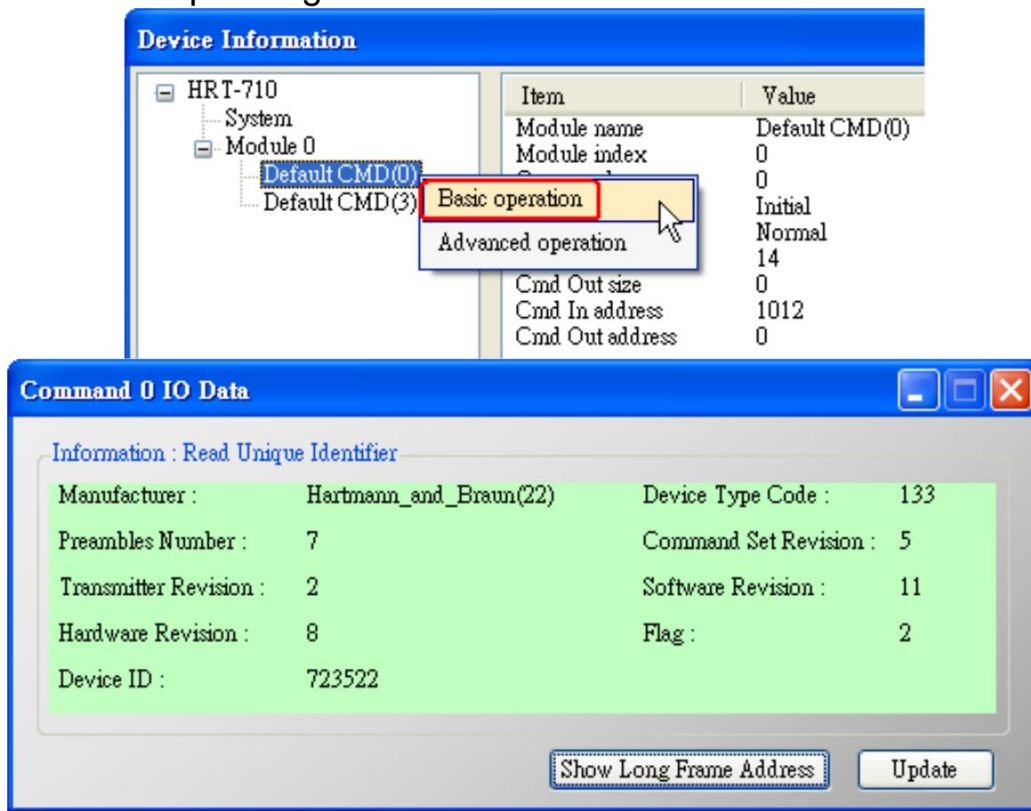 Device Information
HRT-710
System
Module 0
Default CMD(0)
Default CMD(3)
Basic operation
Advanced operation
Item Value
Module name Default CMD(0)
Module index 0
0
Initial
Normal
14
Cmd Out size 0
Cmd In address 1012
Cmd Out address 0
Command 0 IO Data
Information : Read Unique Identifier
Manufacturer : Hartmann_and_Braun(22) Device Type Code : 133
Preambles Number : 7 Command Set Revision : 5
Transmitter Revision : 2 Software Revision : 11
Hardware Revision : 8 Flag : 2
Device ID : 723522
Show Long Frame Address Update